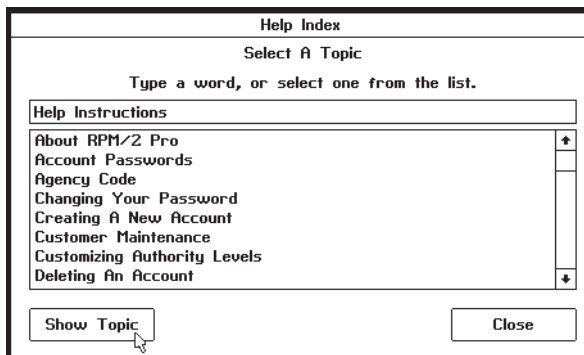 Help Index
Select A Topic
Type a word, or select one from the list.
Help Instructions
About RPM/2 Pro
Account Passwords
Agency Code
Changing Your Password
Creating A New Account
Customer Maintenance
Customizing Authority Levels
Deleting An Account
Show Topic
Close